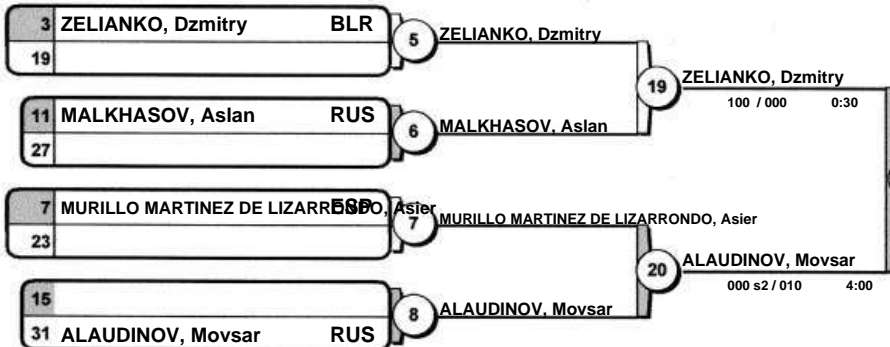 3 ZELIANKO, Dzmitry BLR
19
5
ZELIANKO, Dzmitry
11 MALKHASOV, Aslan RUS
27
6
MALKHASOV, Aslan
19
ZELIANKO, Dzmitry
100 / 000 0:30
7 MURILLO MARTINEZ DE LIZARRONDO, Asier ESP
23
7
MURILLO MARTINEZ DE LIZARRONDO, Asier
15
31 ALAUDINOV, Movsar RUS
8
ALAUDINOV, Movsar
20
ALAUDINOV, Movsar
000 s2 / 010 4:00